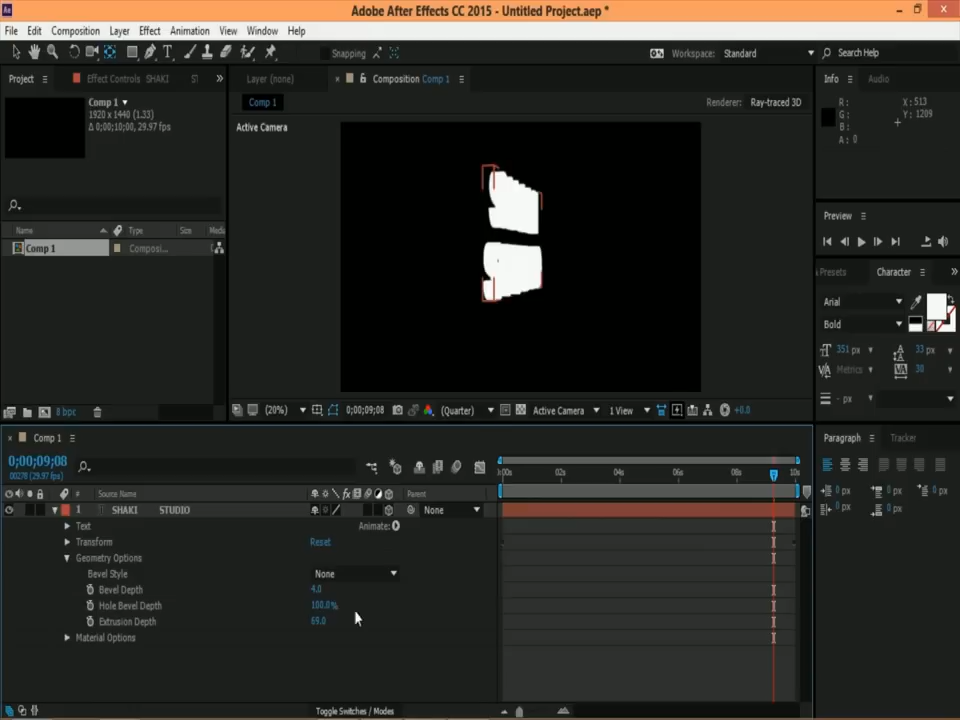 Adobe After Effects CC 2015 - Untitled Project.aep *
File Edit Composition Layer Effect Animation View Window Help
Snapping Workspace: Standard Search Help
Project Effect Controls SHAKI ST Layer (none) Composition Comp 1 Info Audio
Comp 1
1920 x 1440 (1.33)
Δ 0;00;10;00, 29.97 fps
Comp 1 Renderer: Ray-traced 3D
Active Camera
R: X: 513
G: Y: 1209
B:
A: 0
Preview
Name Type Size Media
Comp 1 Composi...
Presets Character
Arial
Bold
351 px 33 px
Metrics 30
- px
8 bpc (20%) 0;00;09;08 (Quarter) Active Camera 1 View +0.0
Comp 1 Paragraph Tracker
0;00;09;08
00278 (29.97 fps)
:00s 02s 04s 06s 08s 10s
# Source Name Parent
1 T SHAKI STUDIO None
Text Animate:
Transform Reset
Geometry Options
Bevel Style None
Bevel Depth 4.0
Hole Bevel Depth 100.0%
Extrusion Depth 69.0
Material Options
0 px 0 px 0 px
0 px 0 px
Toggle Switches / Modes